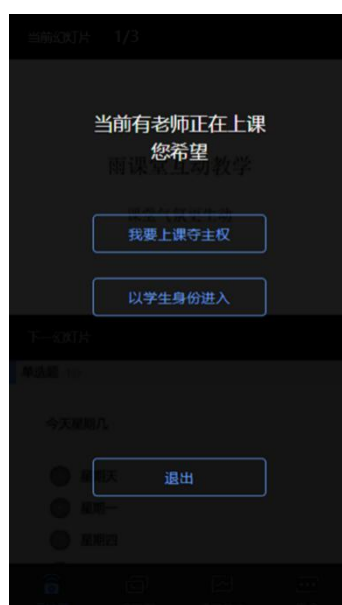 当前幻灯片 1/3
当前有老师正在上课
您希望
雨课堂互动教学
我要上课夺主权
以学生身份进入
下一幻灯片
单选题
今天星期几
星期天
退出
星期一
星期四